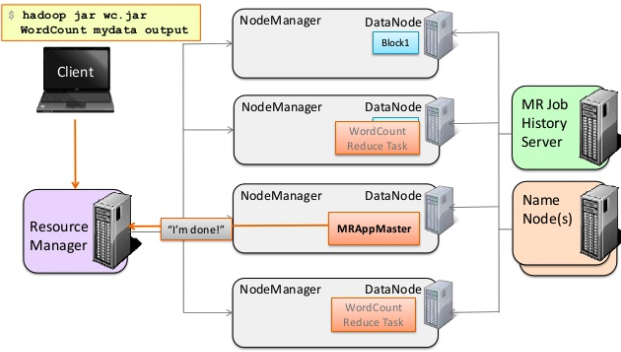 $ hadoop jar wc.jar
WordCount mydata output
Client
Resource
Manager
"I'm done!"
NodeManager
DataNode
Block1
NodeManager
DataNode
WordCount
Reduce Task
NodeManager
DataNode
MRAppMaster
NodeManager
DataNode
WordCount
Reduce Task
MR Job
History
Server
Name
Node(s)